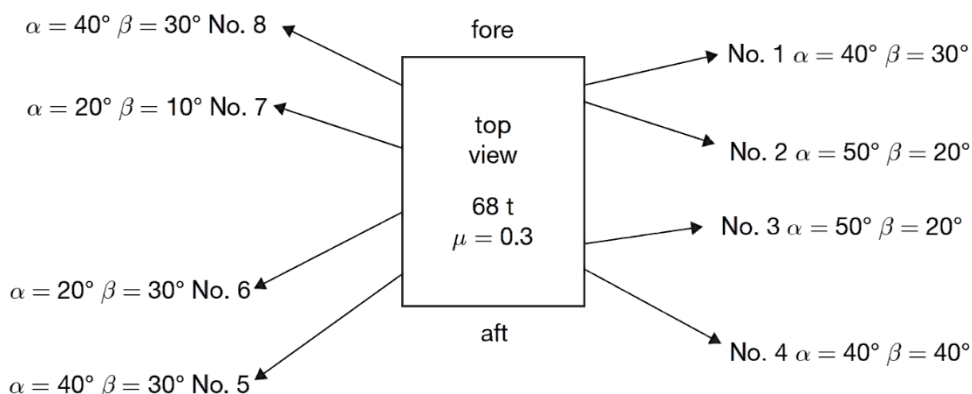 α = 40° β = 30° No. 8
fore
No. 1 α = 40° β = 30°
α = 20° β = 10° No. 7
top
view
No. 2 α = 50° β = 20°
68 t
μ = 0.3
No. 3 α = 50° β = 20°
α = 20° β = 30° No. 6
aft
No. 4 α = 40° β = 40°
α = 40° β = 30° No. 5